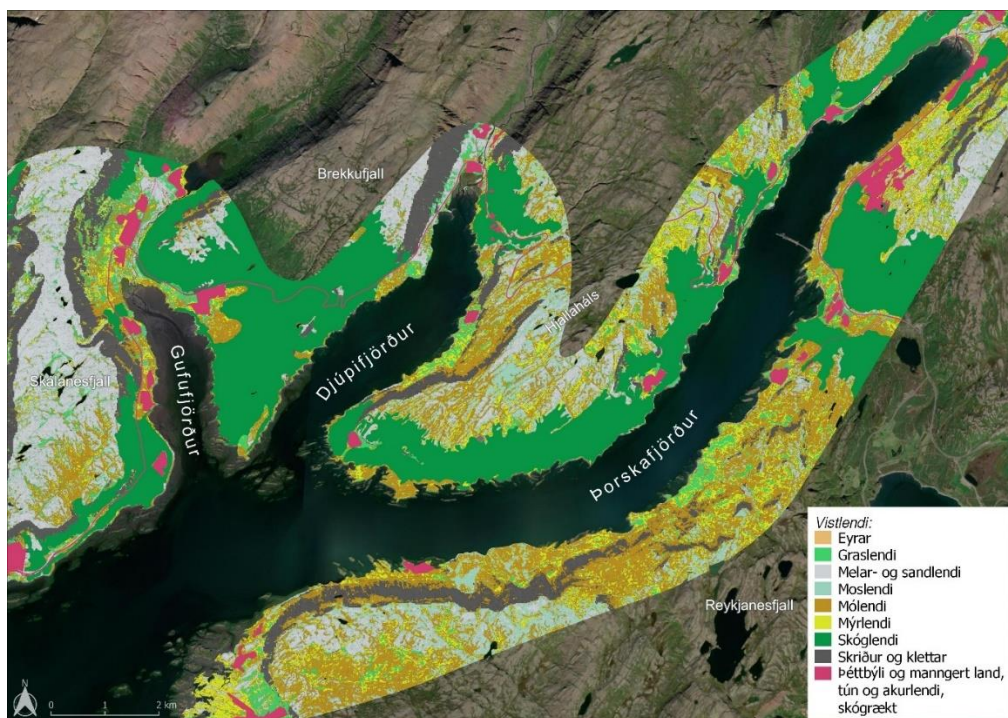 Brekkufjall
Skálanesfjall
Gufufjörður
Djúpifjörður
Hjallaháls
Þorskafjörður
Reykjanesfjall
Vistlendi:
Eyrar
Graslendi
Melar- og sandlendi
Moslendi
Mólendi
Mýrlendi
Skóglendi
Skriður og klettar
Þéttbýli og manngert land,
tún og akurlendi,
skógrækt
N
0 1 2 km